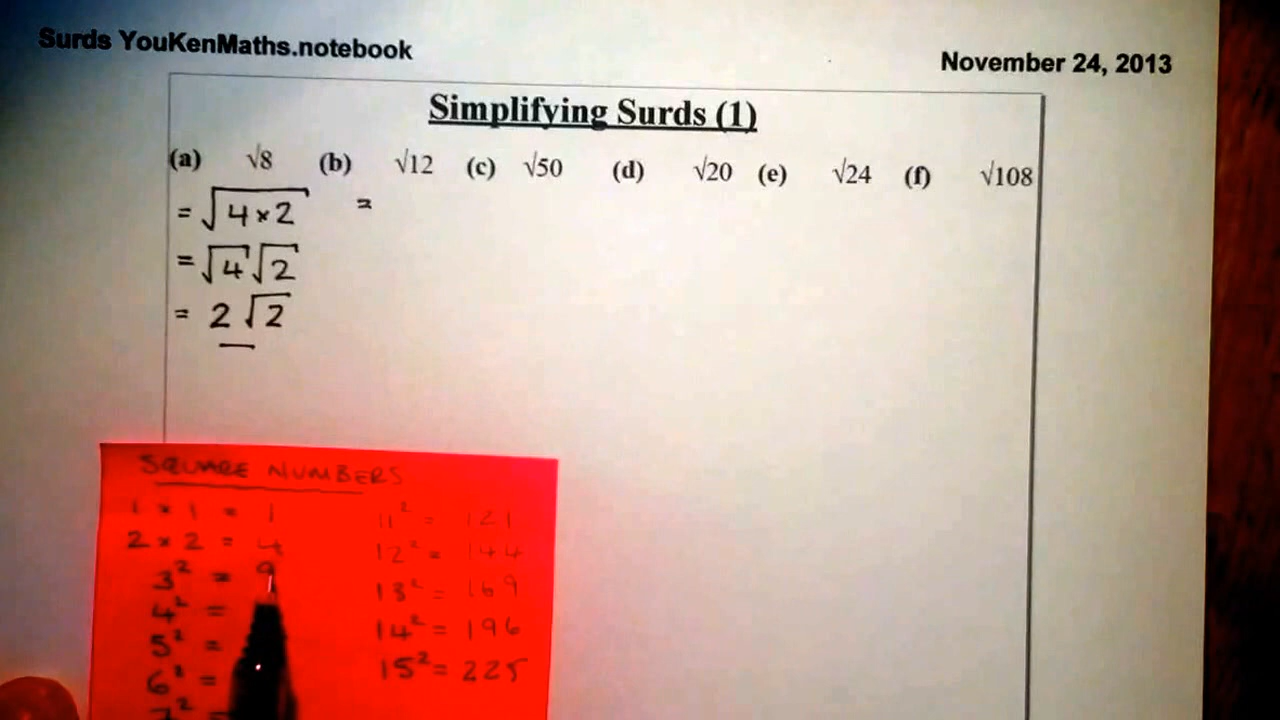 Surds YouKenMaths.notebook
November 24, 2013
Simplifying Surds (1)
(a) √8 (b) √12 (c) √50 (d) √20 (e) √24 (f) √108
= √4×2 =
= √4 √2
= 2 √2
SQUARE NUMBERS
1 × 1 = 1
2 × 2 = 4
3² = 9
4² =
5² =
6² =
7²
11² = 121
12² = 144
13² = 169
14² = 196
15² = 225